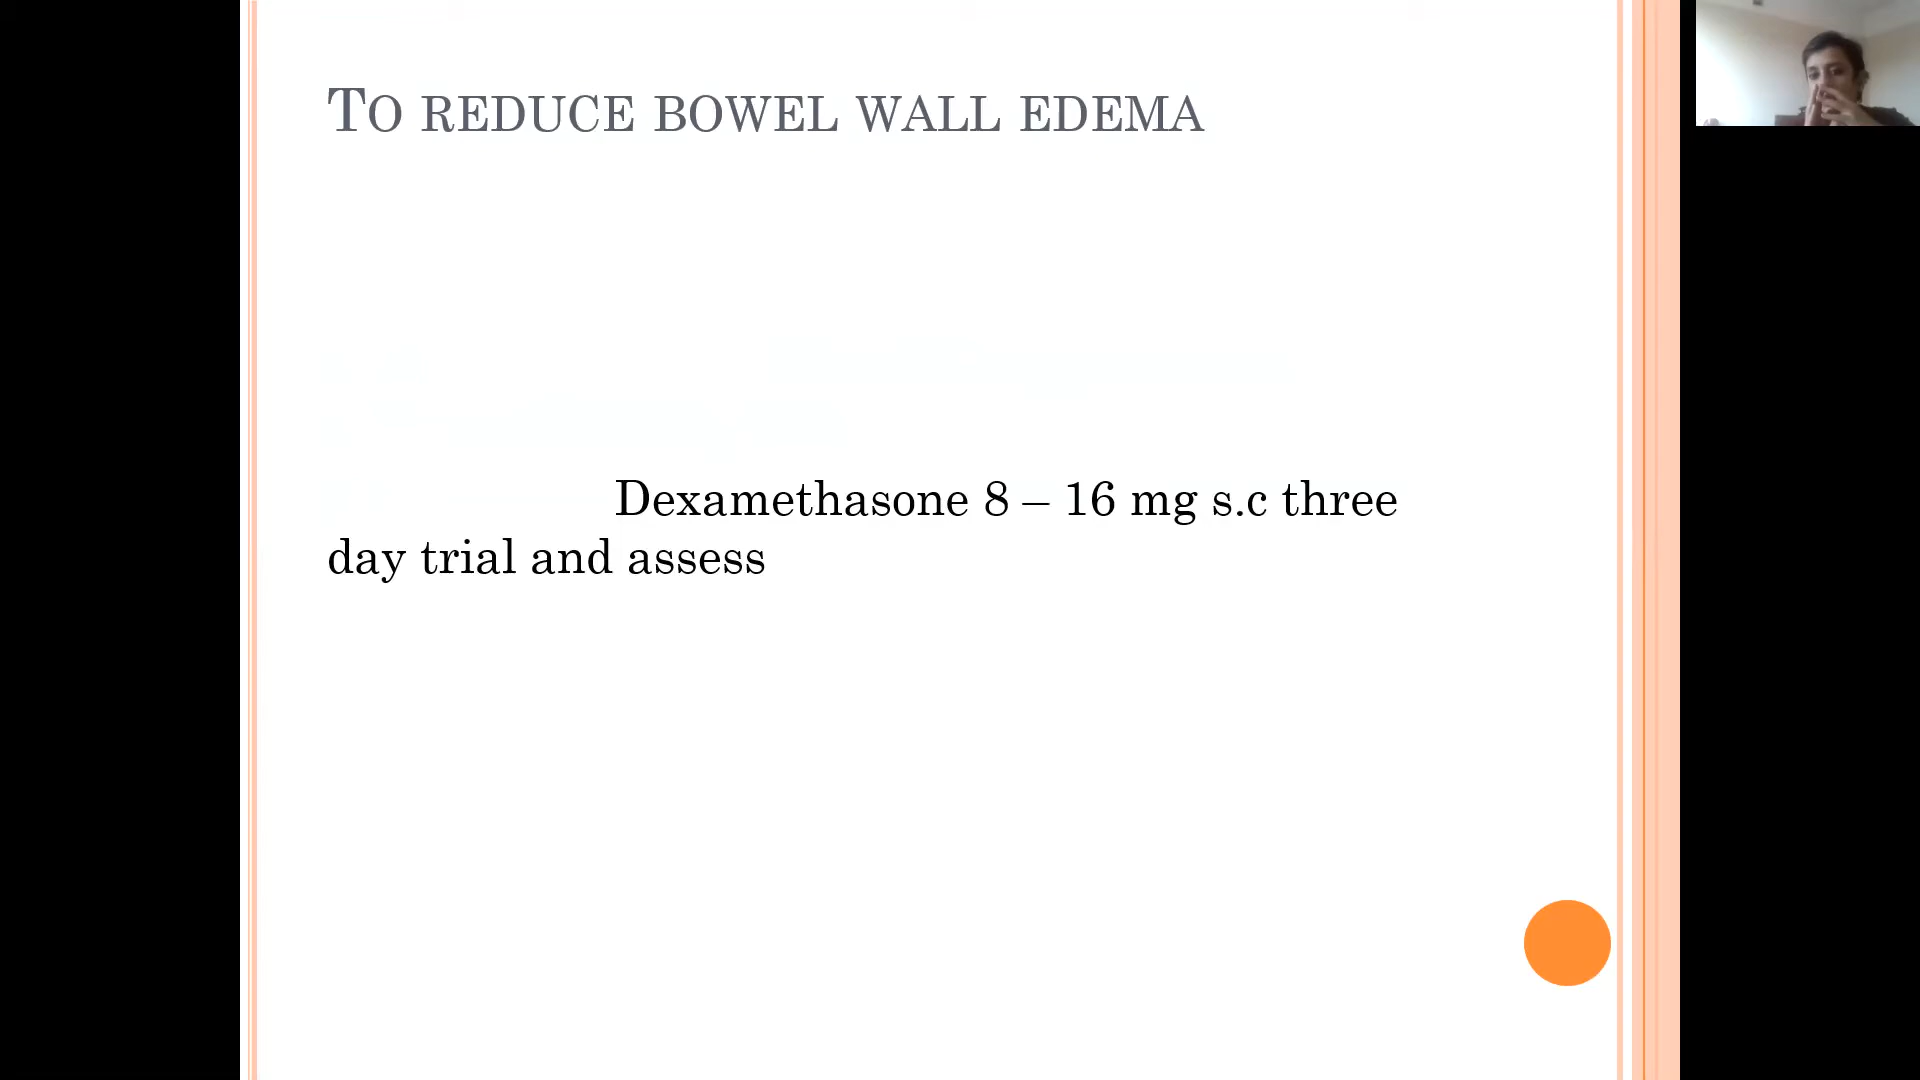 TO REDUCE BOWEL WALL EDEMA
Dexamethasone 8 – 16 mg s.c three
day trial and assess